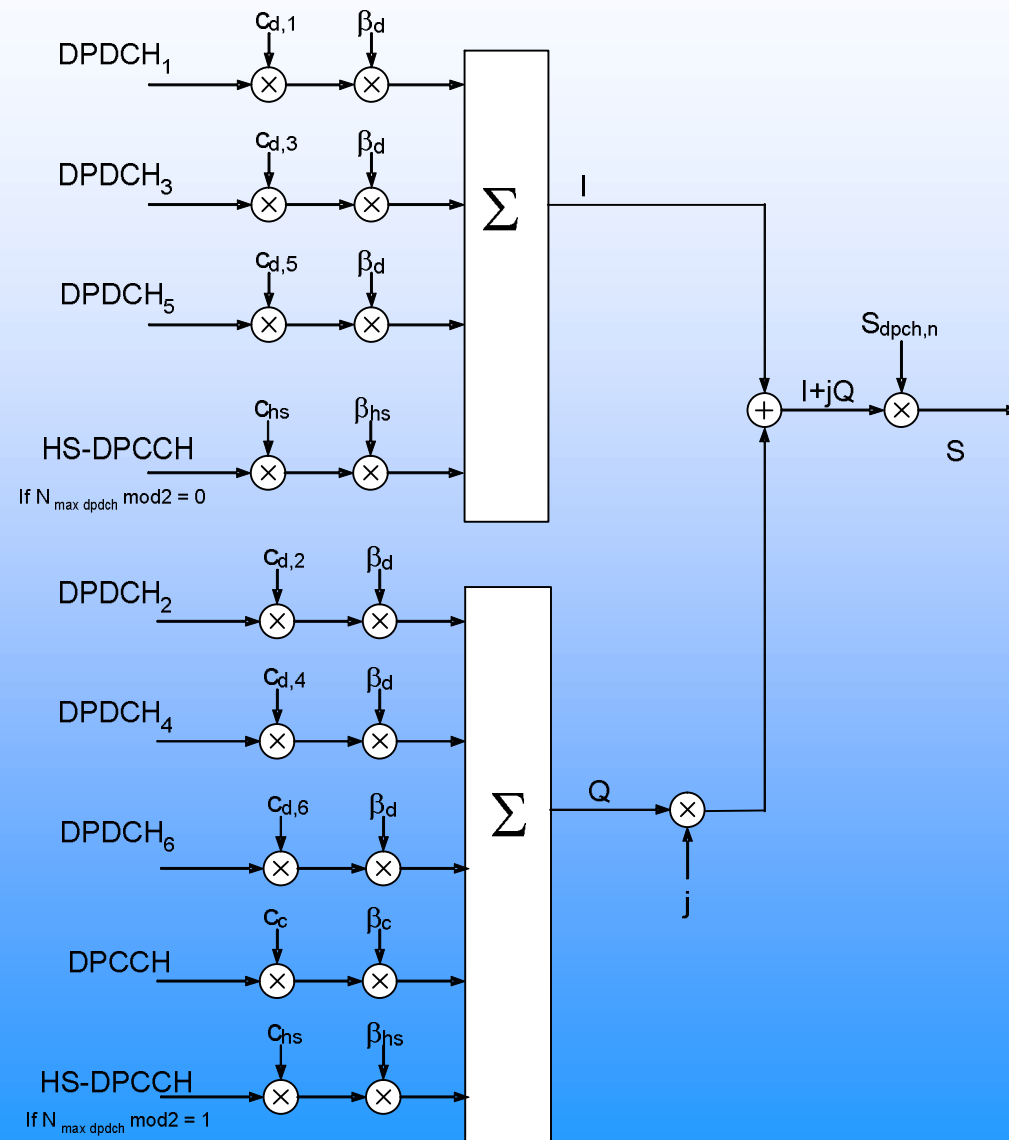 c_d,1 β_d
DPDCH_1
c_d,3 β_d
DPDCH_3
Σ
I
c_d,5 β_d
DPDCH_5
S_dpch,n
c_hs β_hs
I+jQ
HS-DPCCH
S
If N_max dpdch mod2 = 0
c_d,2 β_d
DPDCH_2
c_d,4 β_d
DPDCH_4
Σ
Q
c_d,6 β_d
DPDCH_6
j
c_c β_c
DPCCH
c_hs β_hs
HS-DPCCH
If N_max dpdch mod2 = 1